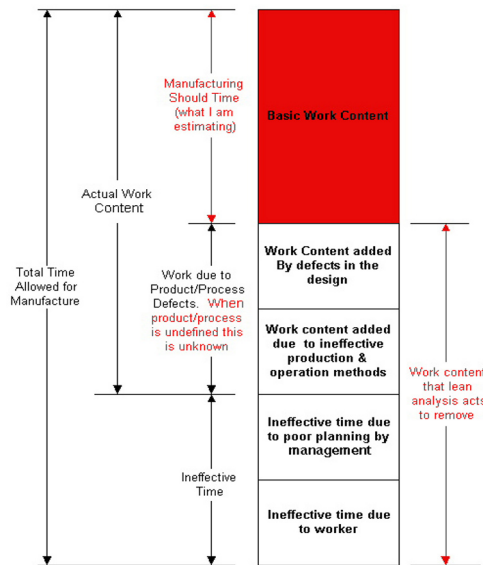 Manufacturing
Should Time
(what I am
estimating)
Basic Work Content
Actual Work
Content
Total Time
Allowed for
Manufacture
Work due to
Product/Process
Defects. When
product/process
is undefined this
is unknown
Work Content added
By defects in the
design
Work content added
due to ineffective
production &
operation methods
Work content
that lean
analysis acts
to remove
Ineffective
Time
Ineffective time due
to poor planning by
management
Ineffective time due
to worker